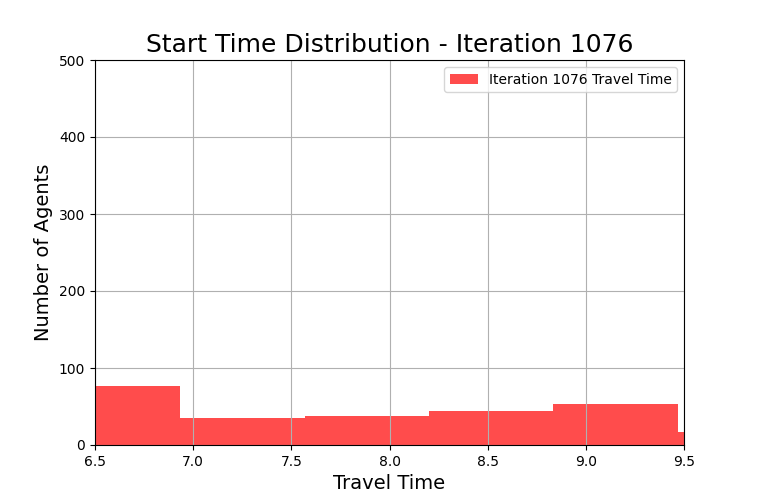 Start Time Distribution - Iteration 1076
Iteration 1076 Travel Time
Number of Agents
500
400
300
200
100
0
6.5 7.0 7.5 8.0 8.5 9.0 9.5
Travel Time